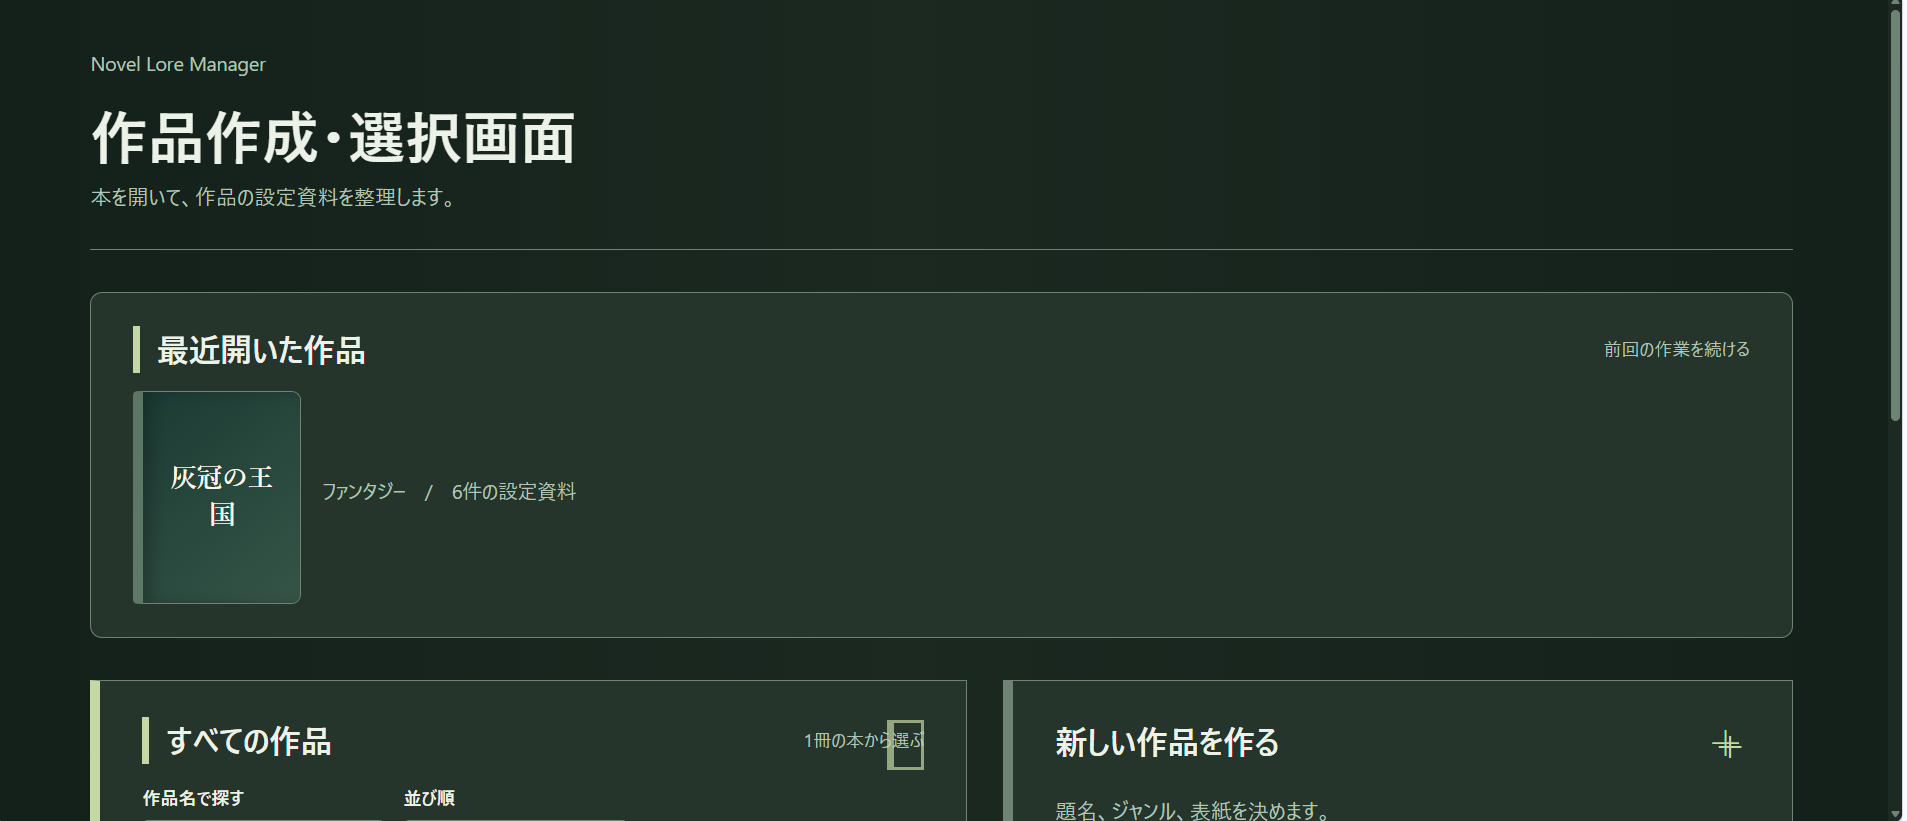 Novel Lore Manager
作品作成・選択画面
本を開いて、作品の設定資料を整理します。
最近開いた作品
前回の作業を続ける
灰冠の王
国
ファンタジー / 6件の設定資料
すべての作品
1冊の本から選ぶ
作品名で探す
並び順
新しい作品を作る
題名、ジャンル、表紙を決めます。